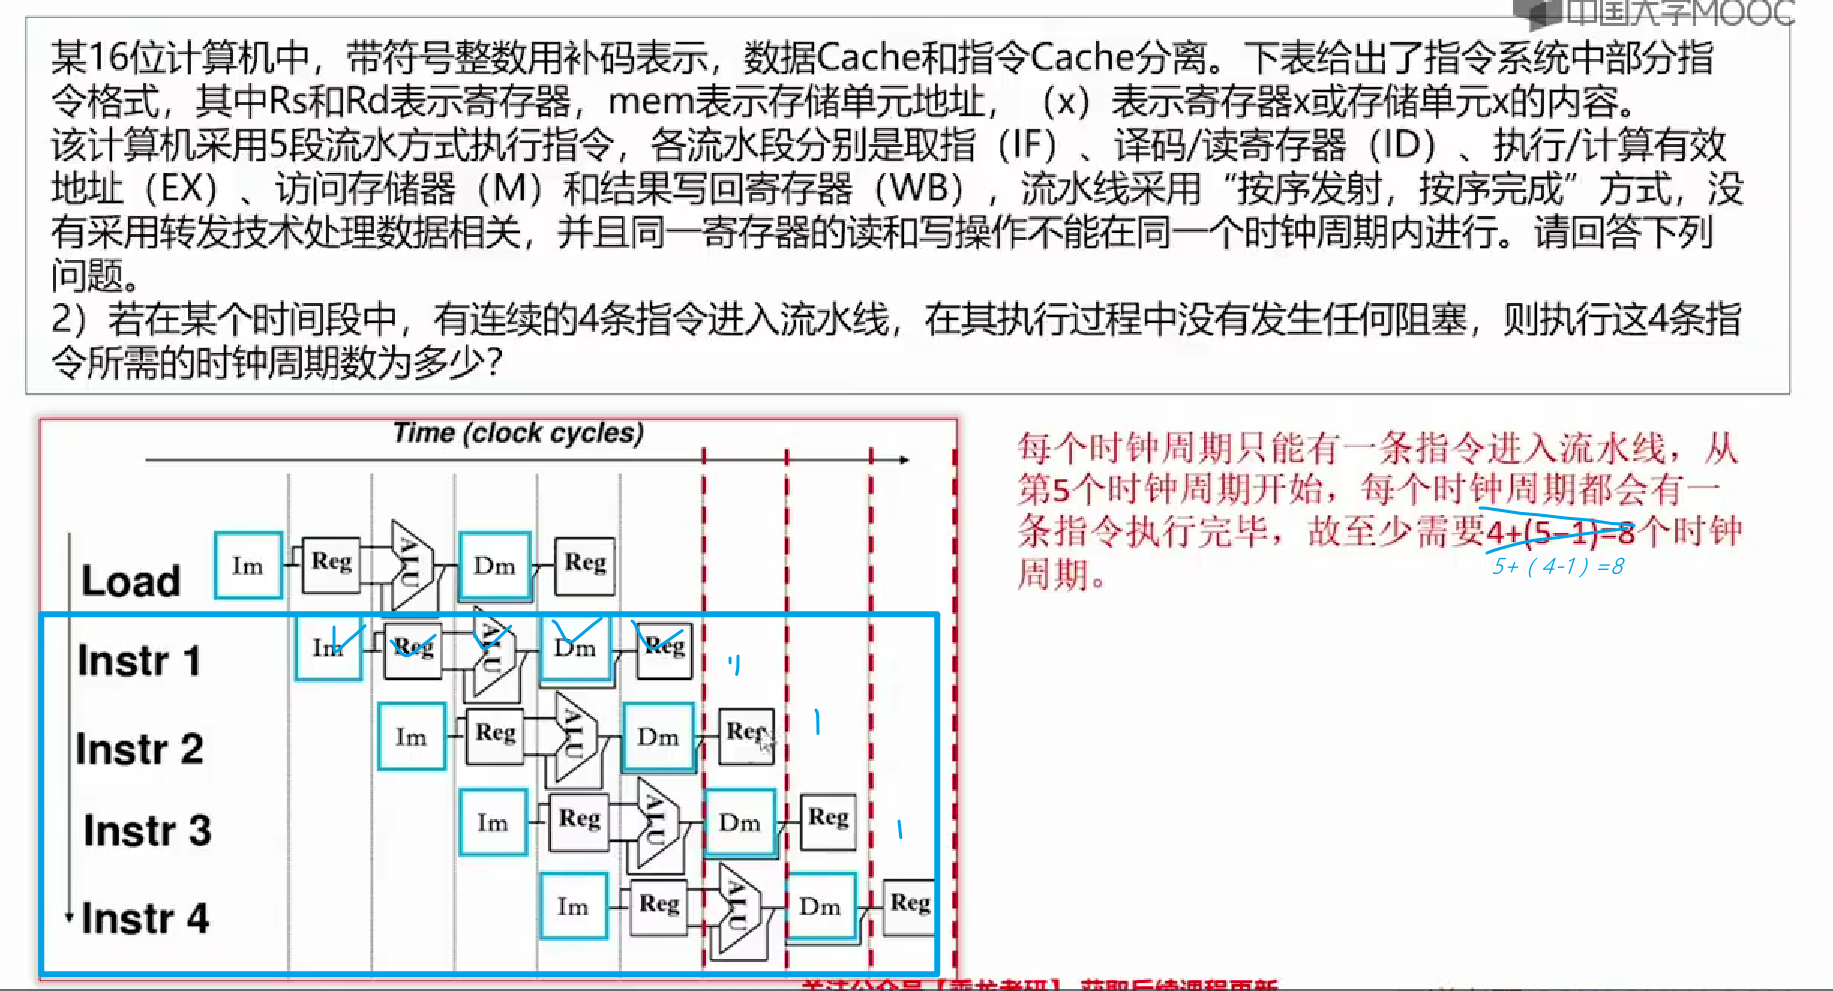 中国大学MOOC
某16位计算机中，带符号整数用补码表示，数据Cache和指令Cache分离。下表给出了指令系统中部分指
令格式，其中Rs和Rd表示寄存器，mem表示存储单元地址，（x）表示寄存器x或存储单元x的内容。
该计算机采用5段流水方式执行指令，各流水段分别是取指（IF）、译码/读寄存器（ID）、执行/计算有效
地址（EX）、访问存储器（M）和结果写回寄存器（WB），流水线采用“按序发射，按序完成”方式，没
有采用转发技术处理数据相关，并且同一寄存器的读和写操作不能在同一个时钟周期内进行。请回答下列
问题。
2）若在某个时间段中，有连续的4条指令进入流水线，在其执行过程中没有发生任何阻塞，则执行这4条指
令所需的时钟周期数为多少？
Time (clock cycles)
Load Im Reg ALU Dm Reg
Instr 1 Im Reg ALU Dm Reg
Instr 2 Im Reg ALU Dm Reg
Instr 3 Im Reg ALU Dm Reg
Instr 4 Im Reg ALU Dm Reg
每个时钟周期只能有一条指令进入流水线，从
第5个时钟周期开始，每个时钟周期都会有一
条指令执行完毕，故至少需要4+(5-1)=8个时钟
周期。
5+（4-1）=8